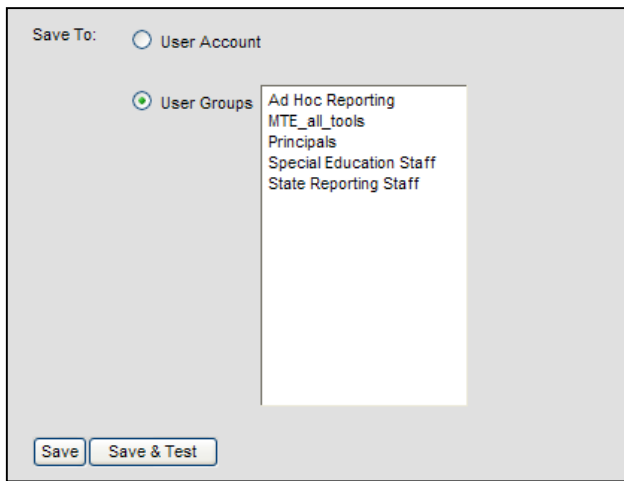 Save To:
User Account
User Groups
Ad Hoc Reporting
MTE_all_tools
Principals
Special Education Staff
State Reporting Staff
Save
Save & Test